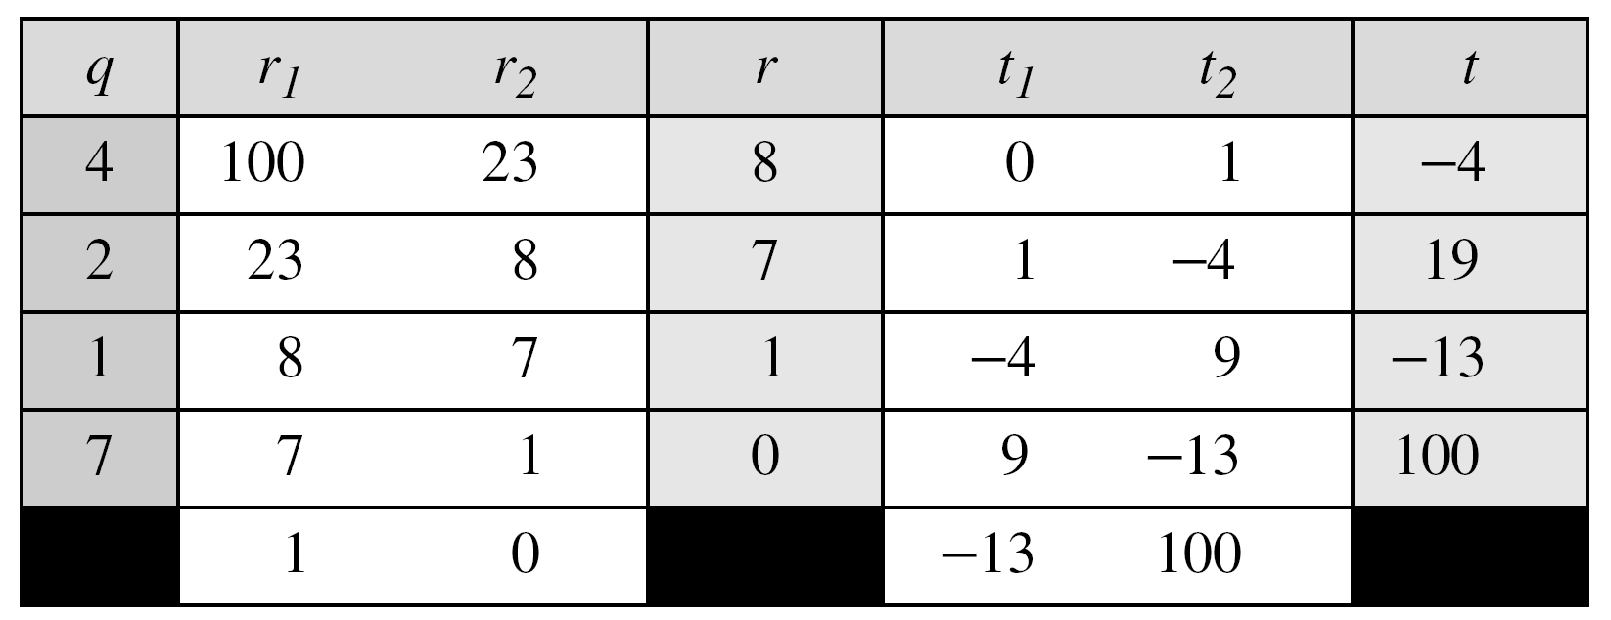 q r1 r2 r t1 t2 t
4 100 23 8 0 1 −4
2 23 8 7 1 −4 19
1 8 7 1 −4 9 −13
7 7 1 0 9 −13 100
1 0 −13 100